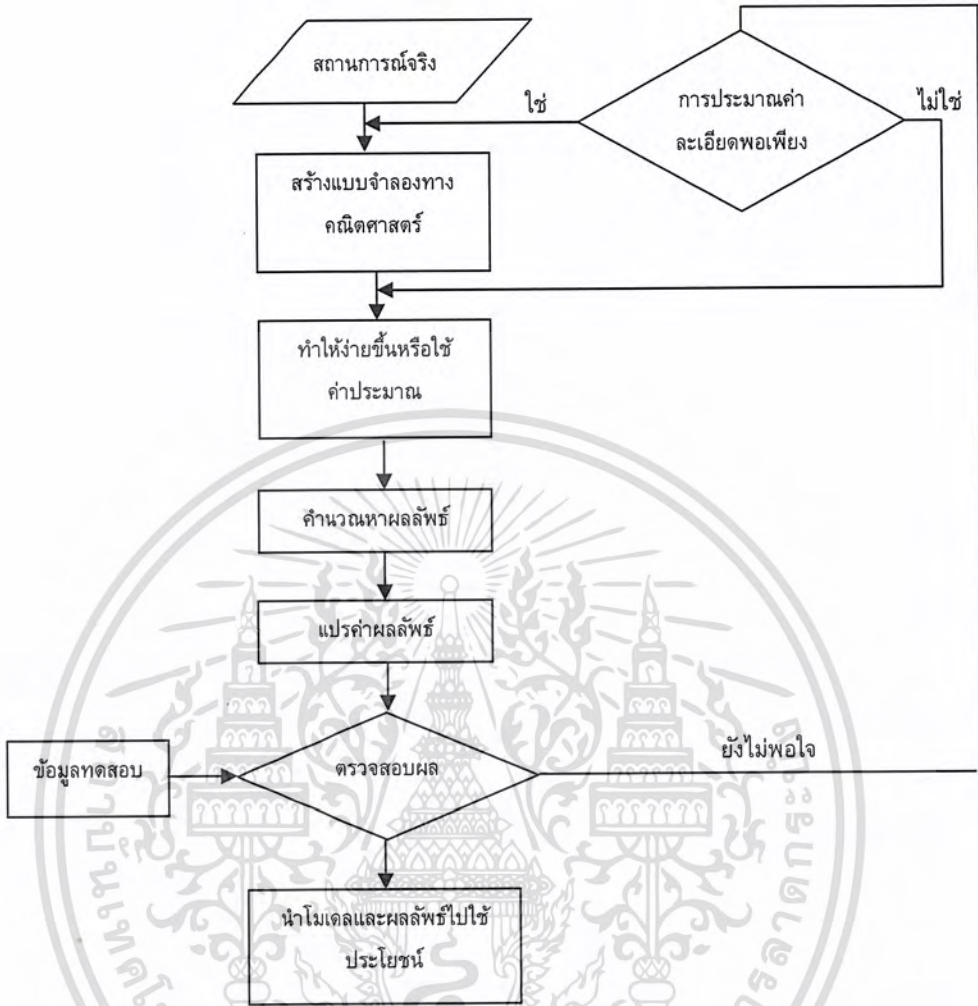 สถานการณ์จริง
การประมาณค่า
ละเอียดพอเพียง
ใช่
ไม่ใช่
สร้างแบบจำลองทาง
คณิตศาสตร์
ทำให้ง่ายขึ้นหรือใช้
ค่าประมาณ
คำนวณหาผลลัพธ์
แปรค่าผลลัพธ์
ข้อมูลทดสอบ
ตรวจสอบผล
ยังไม่พอใจ
นำโมเดลและผลลัพธ์ไปใช้
ประโยชน์